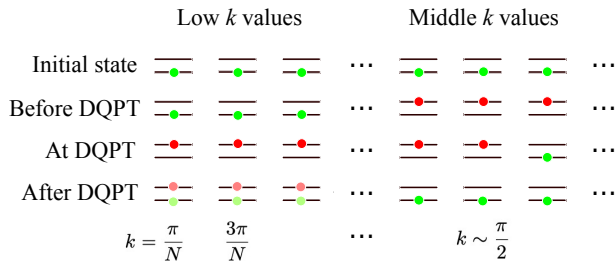 Low k values Middle k values
Initial state ... ...
Before DQPT ... ...
At DQPT ... ...
After DQPT ... ...
k = π/N 3π/N ... k ∼ π/2